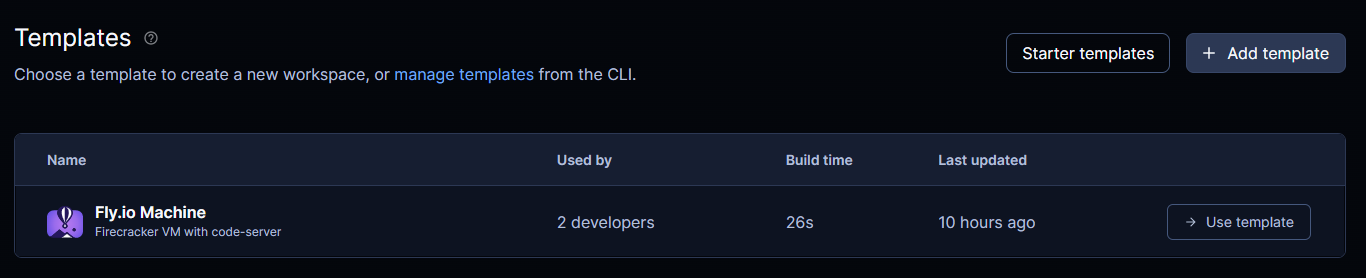 Templates
Choose a template to create a new workspace, or manage templates from the CLI.
Starter templates
+ Add template
Name Used by Build time Last updated
Fly.io Machine
Firecracker VM with code-server
2 developers 26s 10 hours ago → Use template